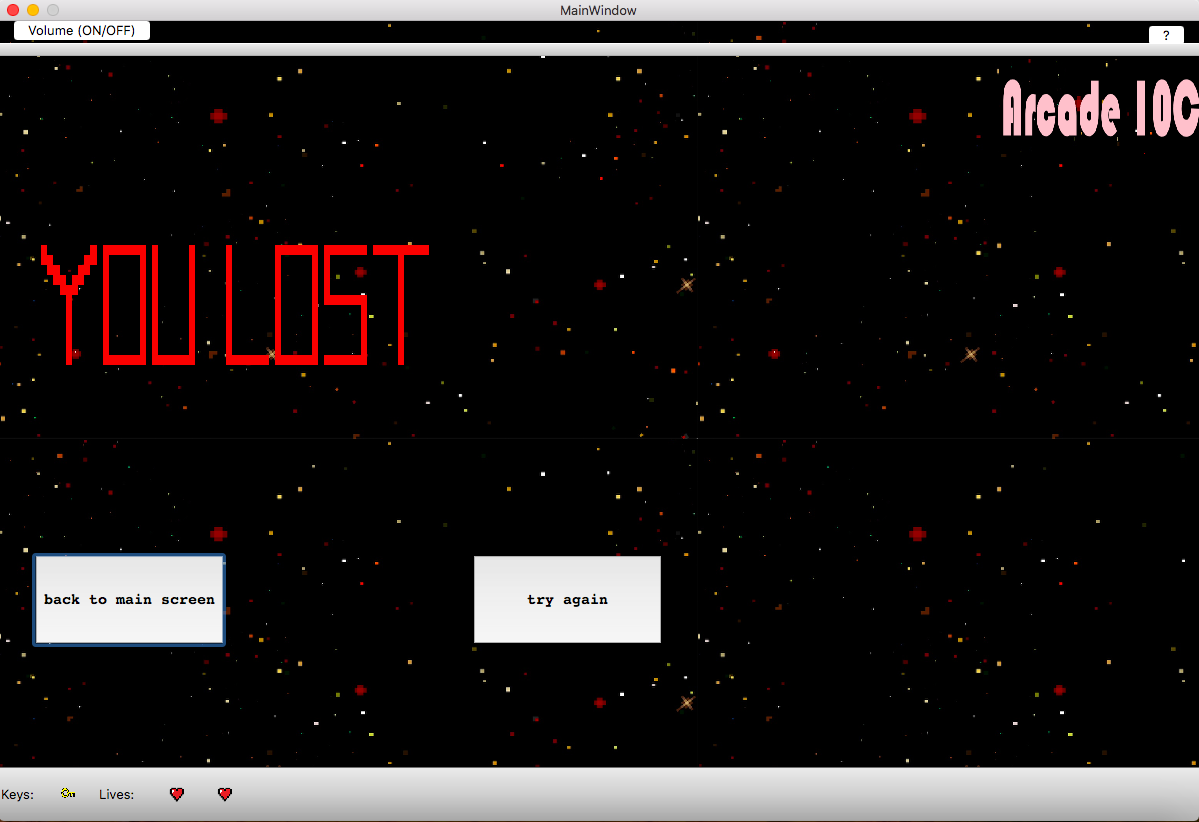 MainWindow
Volume (ON/OFF)
?
Arcade 10C
YOU LOST
back to main screen
try again
Keys:
Lives: